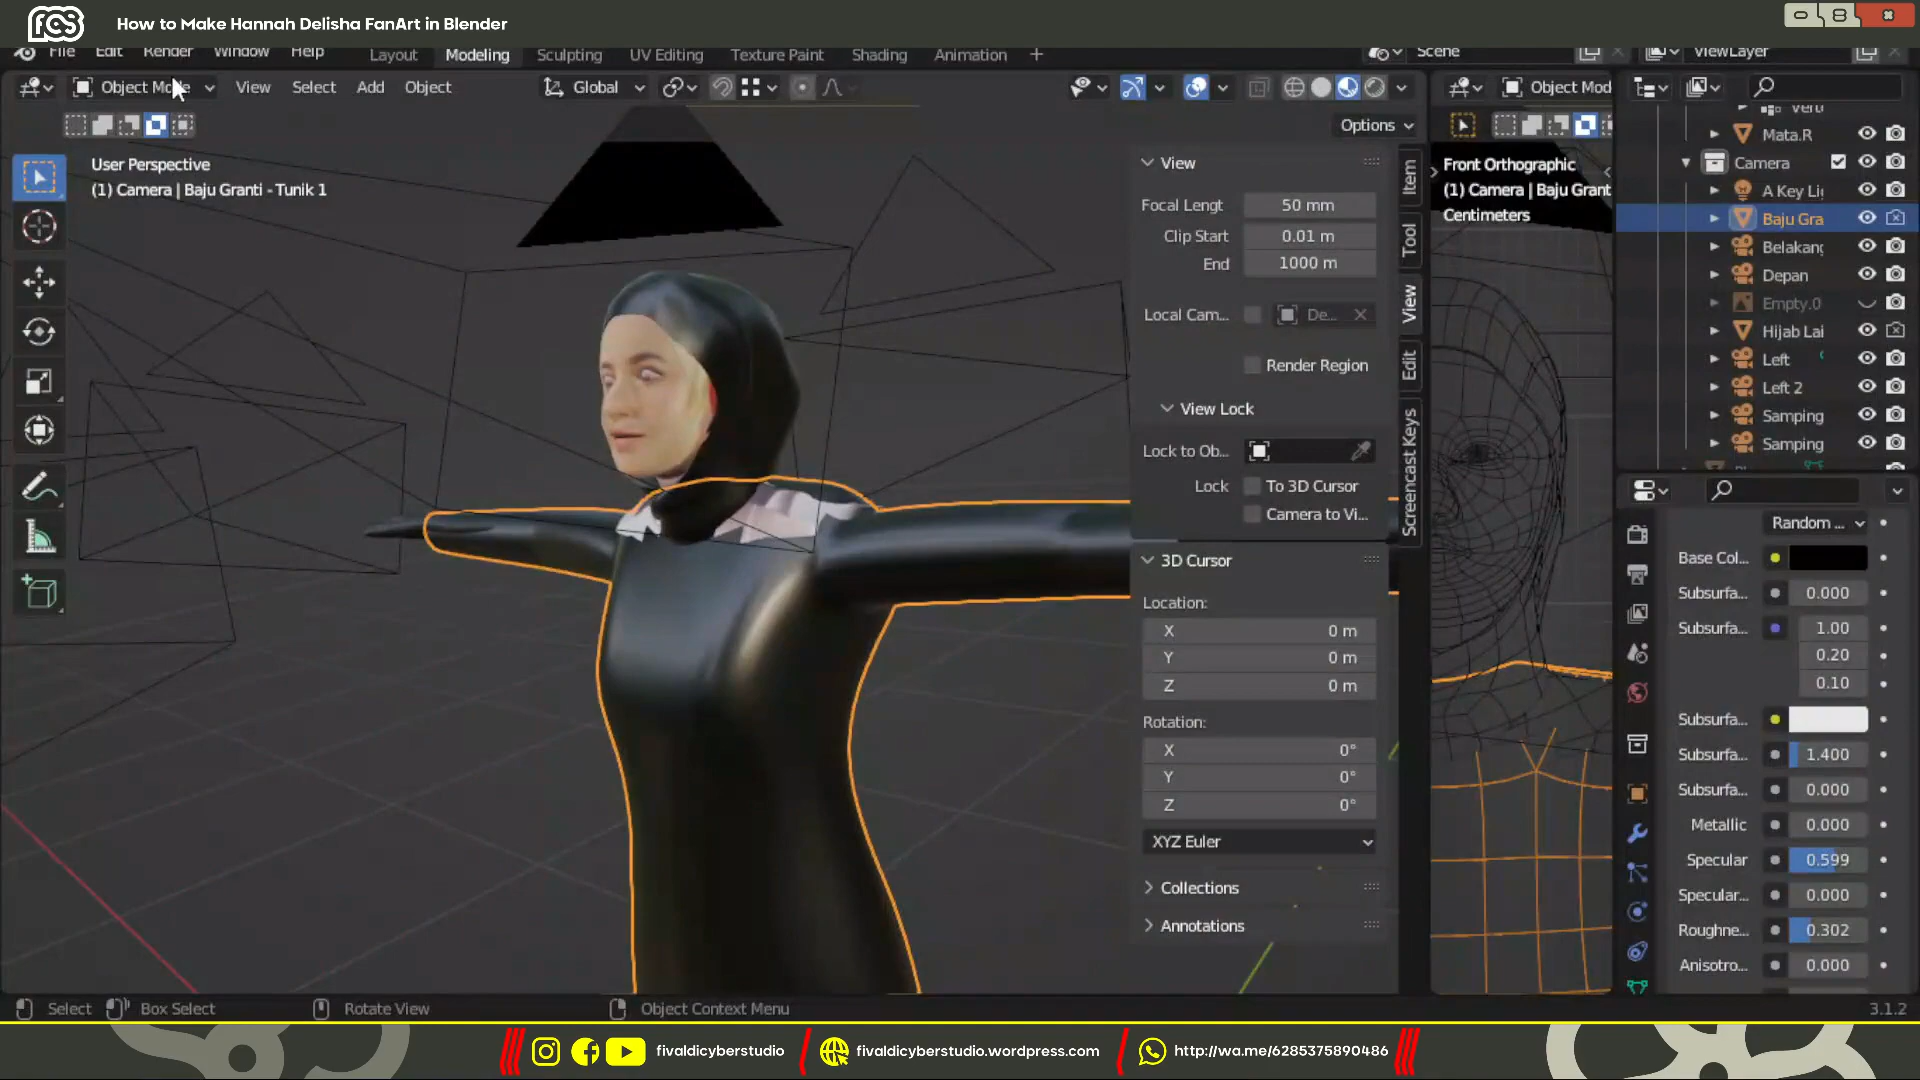 How to Make Hannah Delisha FanArt in Blender
File Edit Render Window Help
Layout Modeling Sculpting UV Editing Texture Paint Shading Animation +
Scene
ViewLayer
Object Mode View Select Add Object
Global
Object Mod
Options
User Perspective
(1) Camera | Baju Granti - Tunik 1
View
Focal Lengt 50 mm
Clip Start 0.01 m
End 1000 m
Local Cam... De...
Render Region
View Lock
Lock to Ob...
Lock To 3D Cursor
Camera to Vi...
3D Cursor
Location:
X 0 m
Y 0 m
Z 0 m
Rotation:
X 0°
Y 0°
Z 0°
XYZ Euler
Collections
Annotations
Item
Tool
View
Edit
Screencast Keys
Front Orthographic
(1) Camera | Baju Grant
Centimeters
Mata.R
Camera
A Key Li
Baju Gra
Belakan
Depan
Empty.0
Hijab Lai
Left
Left 2
Samping
Samping
Random ...
Base Col...
Subsurfa... 0.000
Subsurfa... 1.00
0.20
0.10
Subsurfa...
Subsurfa... 1.400
Subsurfa... 0.000
Metallic 0.000
Specular 0.599
Specular... 0.000
Roughne... 0.302
Anisotro... 0.000
Select Box Select Rotate View Object Context Menu
3.1.2
fivaldicyberstudio
fivaldicyberstudio.wordpress.com
http://wa.me/6285375890486